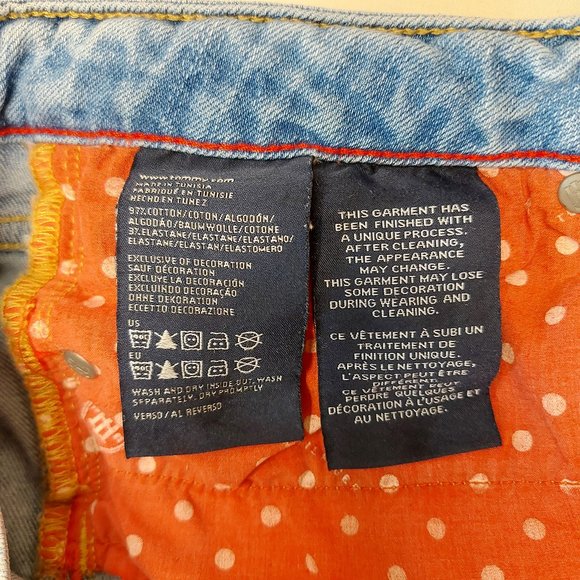 www.tommy.com
MADE IN TUNISIA
FABRIQUÉ EN TUNISIE
HECHO EN TUNEZ
97% COTTON/COTON/ALGODÓN/
ALGODÃO/BAUMWOLLE/COTONE
3% ELASTANE/ELASTANE/ELASTANO/
ELASTANE/ELASTAN/ELASTOMERO
EXCLUSIVE OF DECORATION
SAUF DÉCORATION
EXCLUYE LA DECORACIÓN
EXCLUINDO DECORAÇÃO
OHNE DEKORATION
ECCETTO DECORAZIONE
US
EU
WASH AND DRY INSIDE OUT. WASH
SEPARATELY. DRY PROMPTLY
VERSO/AL REVERSO
THIS GARMENT HAS
BEEN FINISHED WITH
A UNIQUE PROCESS.
AFTER CLEANING,
THE APPEARANCE
MAY CHANGE.
THIS GARMENT MAY LOSE
SOME DECORATION
DURING WEARING AND
CLEANING.
CE VÊTEMENT À SUBI UN
TRAITEMENT DE
FINITION UNIQUE.
APRÈS LE NETTOYAGE,
L'ASPECT PEUT ÊTRE
DIFFÉRENT.
CE VÊTEMENT PEUT
PERDRE QUELQUES
DÉCORATION À L'USAGE ET
AU NETTOYAGE.